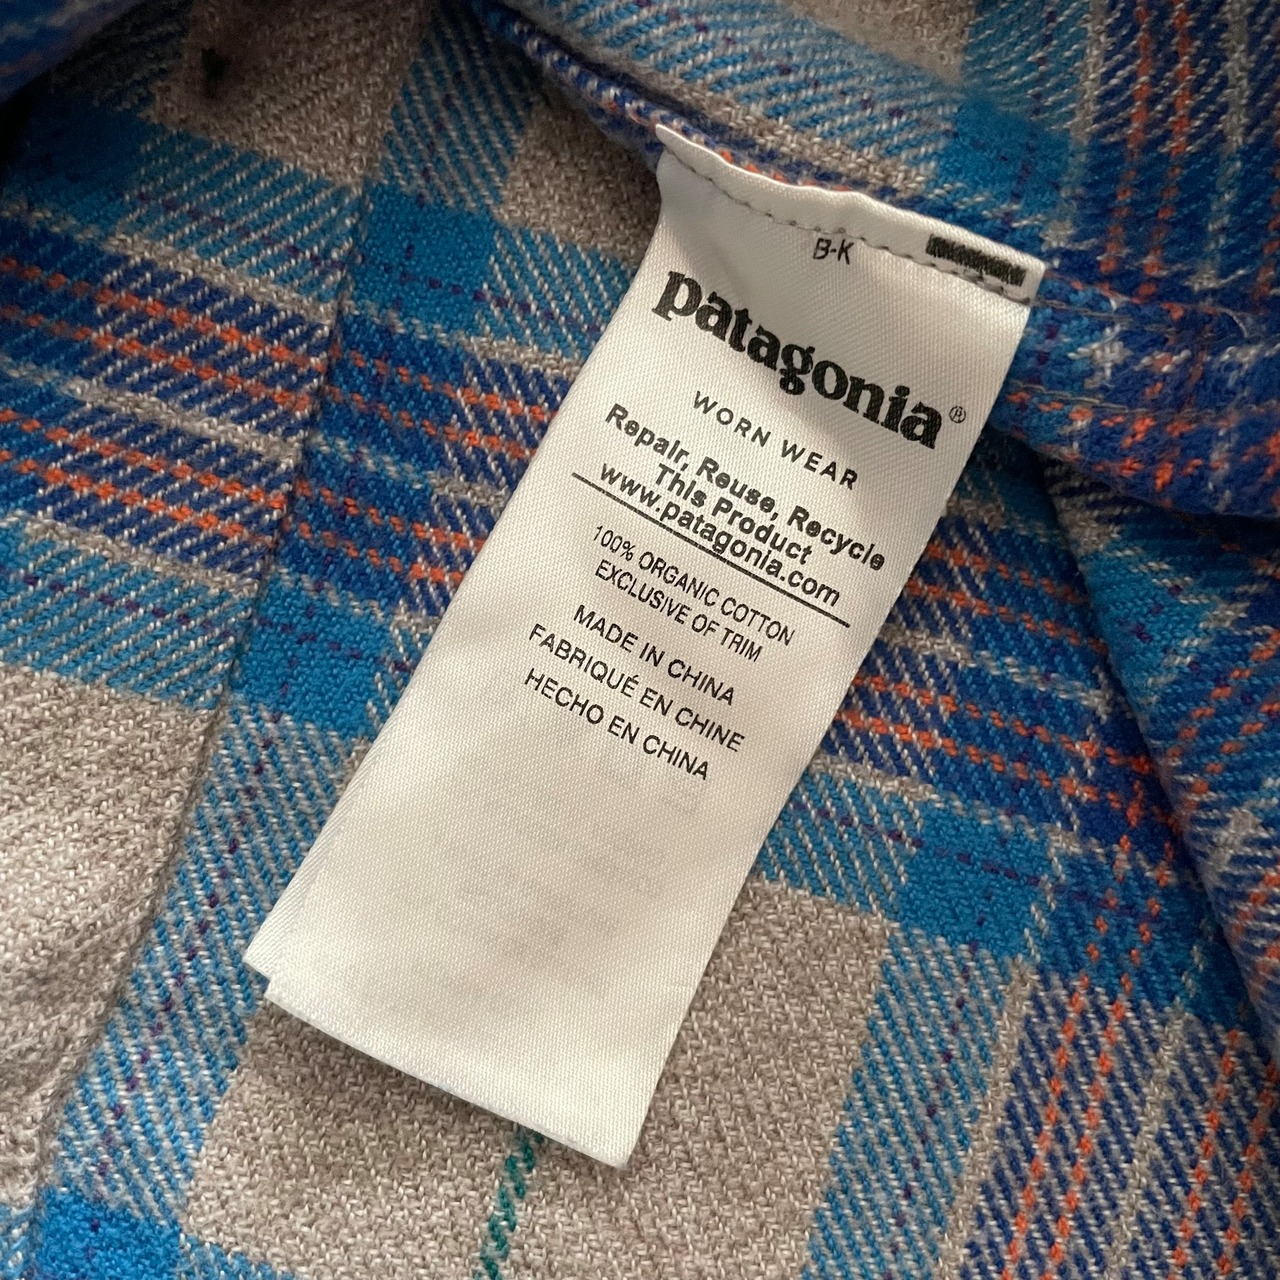 B-K
patagonia®
WORN WEAR
Repair, Reuse, Recycle
This Product
www.patagonia.com
100% ORGANIC COTTON
EXCLUSIVE OF TRIM
MADE IN CHINA
FABRIQUÉ EN CHINE
HECHO EN CHINA